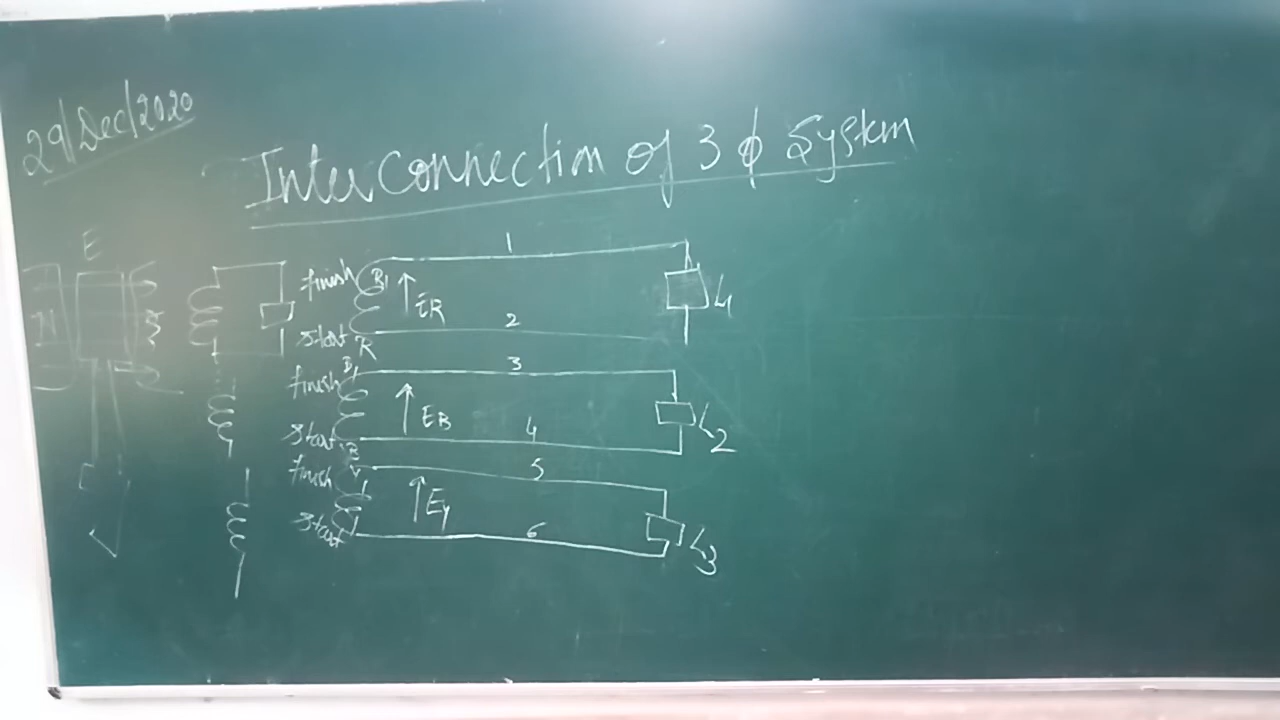 29/Dec/2020
Interconnection of 3 ϕ System
E
1
finish
ER
L1
2
Start R
3
finish
EB
L2
4
Start B
5
finish
EY
L3
6
Start